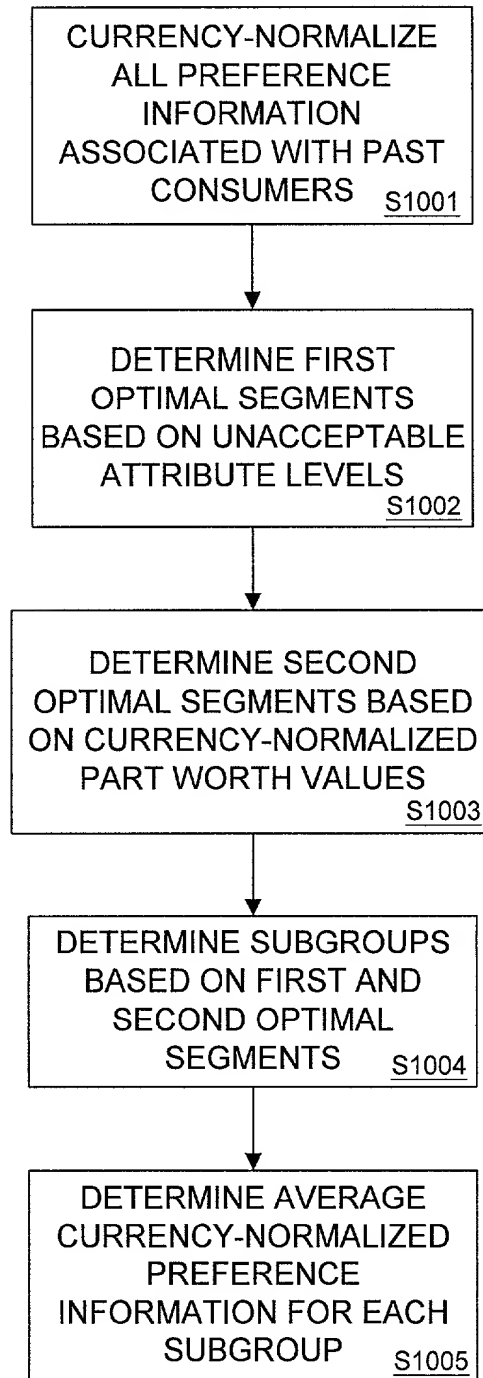 CURRENCY-NORMALIZE
ALL PREFERENCE
INFORMATION
ASSOCIATED WITH PAST
CONSUMERS
S1001
DETERMINE FIRST
OPTIMAL SEGMENTS
BASED ON UNACCEPTABLE
ATTRIBUTE LEVELS
S1002
DETERMINE SECOND
OPTIMAL SEGMENTS BASED
ON CURRENCY-NORMALIZED
PART WORTH VALUES
S1003
DETERMINE SUBGROUPS
BASED ON FIRST AND
SECOND OPTIMAL
SEGMENTS
S1004
DETERMINE AVERAGE
CURRENCY-NORMALIZED
PREFERENCE
INFORMATION FOR EACH
SUBGROUP
S1005